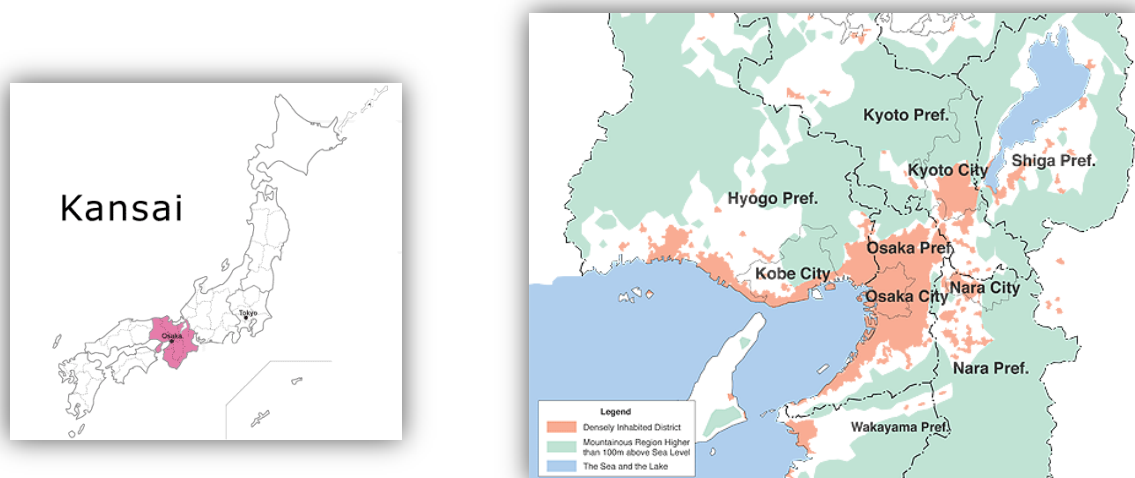 Kansai
Tokyo
Osaka
Kyoto Pref.
Kyoto City
Shiga Pref.
Hyogo Pref.
Osaka Pref.
Kobe City
Osaka City
Nara City
Nara Pref.
Wakayama Pref.
Legend
Densely Inhabited District
Mountainous Region Higher
than 100m above Sea Level
The Sea and the Lake